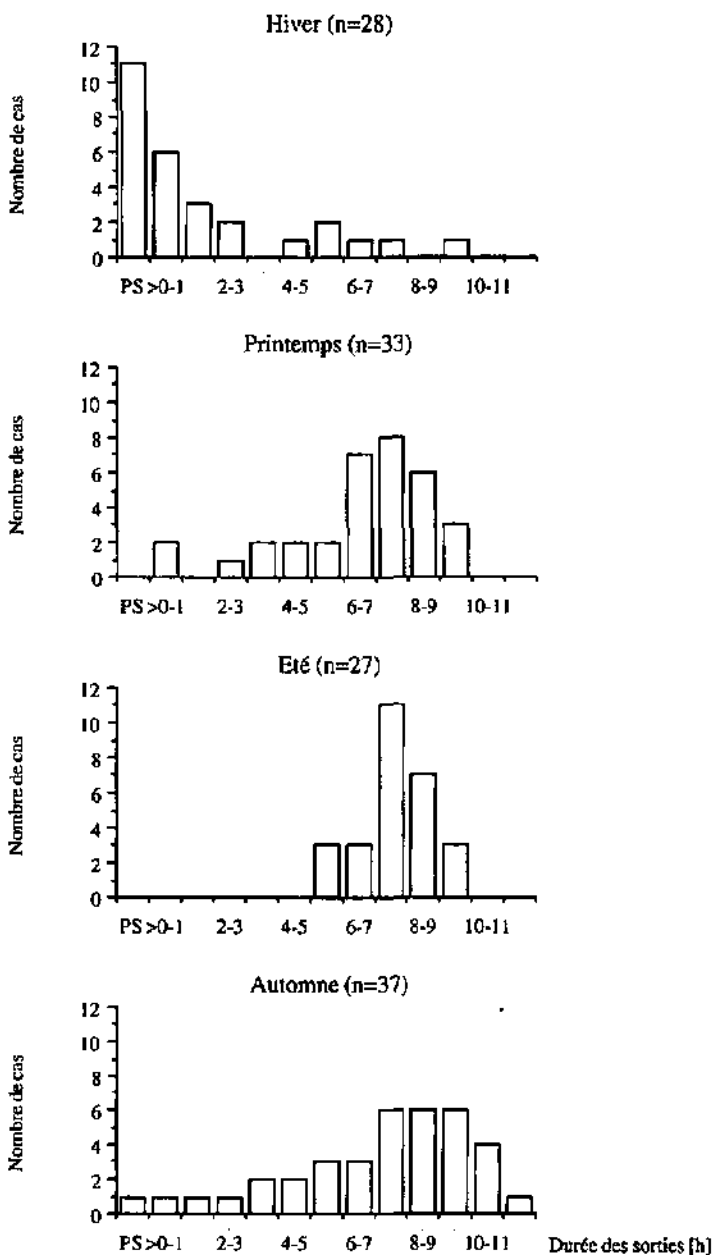 Hiver (n=28)
Nombre de cas
12
10
8
6
4
2
0
PS >0-1 2-3 4-5 6-7 8-9 10-11
Printemps (n=33)
Nombre de cas
12
10
8
6
4
2
0
PS >0-1 2-3 4-5 6-7 8-9 10-11
Eté (n=27)
Nombre de cas
12
10
8
6
4
2
0
PS >0-1 2-3 4-5 6-7 8-9 10-11
Automne (n=37)
Nombre de cas
12
10
8
6
4
2
0
PS >0-1 2-3 4-5 6-7 8-9 10-11 Durée des sorties [h]